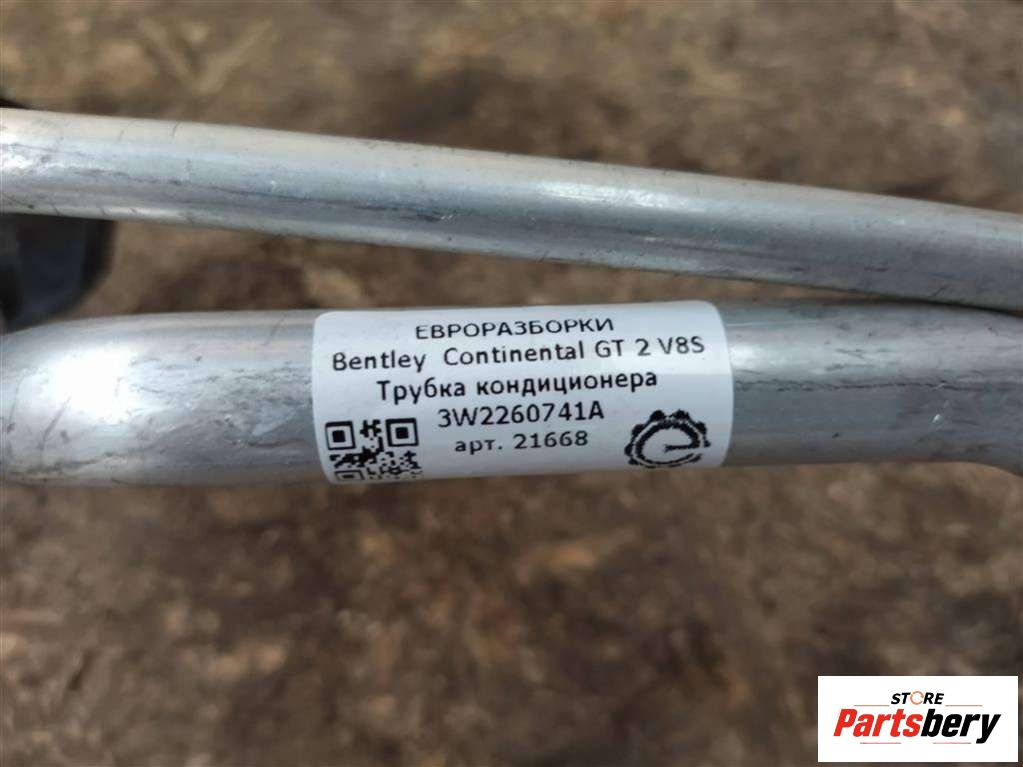 ЕВРОРАЗБОРКИ
Bentley Continental GT 2 V8S
Трубка кондиционера
3W2260741A
арт. 21668
STORE
Partsbery